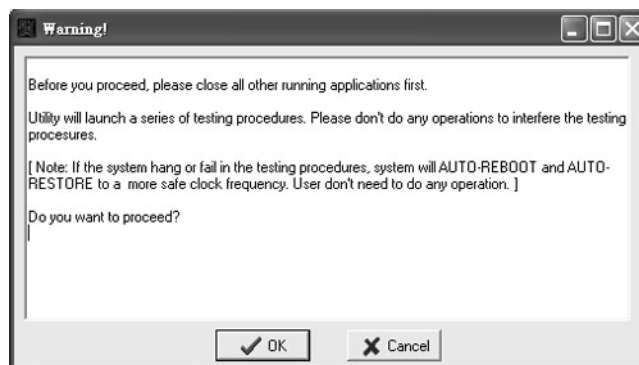 Warning!
Before you proceed, please close all other running applications first.
Utility will launch a series of testing procedures. Please don't do any operations to interfere the testing
procesures.
[ Note: If the system hang or fail in the testing procedures, system will AUTO-REBOOT and AUTO-
RESTORE to a more safe clock frequency. User don't need to do any operation. ]
Do you want to proceed?
OK
Cancel